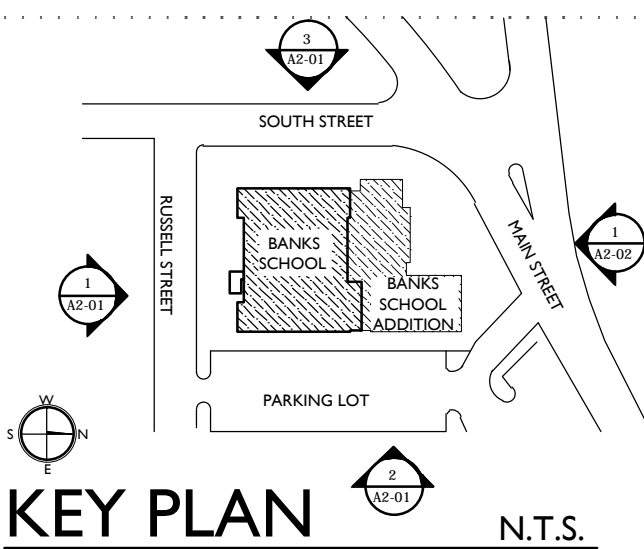 3
A2-01
SOUTH STREET
RUSSELL STREET
MAIN STREET
BANKS
SCHOOL
1
A2-02
1
A2-01
BANKS
SCHOOL
ADDITION
PARKING LOT
W
S
N
E
2
A2-01
KEY PLAN
N.T.S.